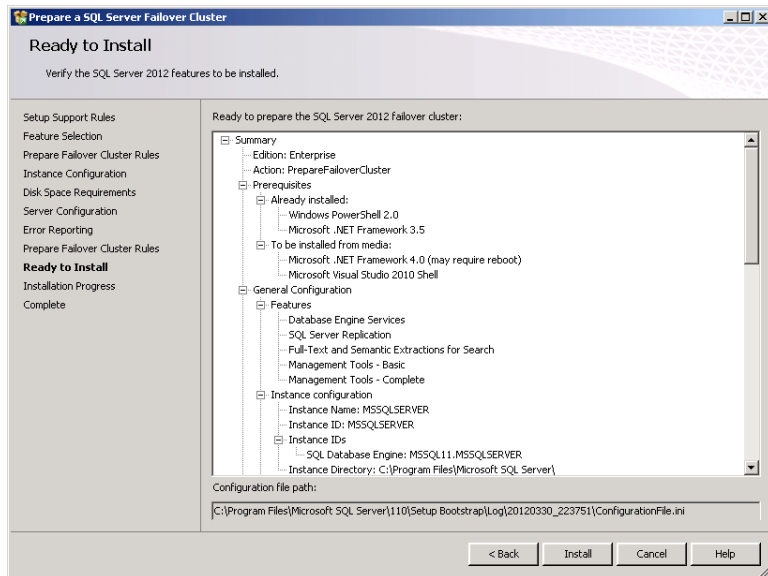 Prepare a SQL Server Failover Cluster
Ready to Install
Verify the SQL Server 2012 features to be installed.
Setup Support Rules
Feature Selection
Prepare Failover Cluster Rules
Instance Configuration
Disk Space Requirements
Server Configuration
Error Reporting
Prepare Failover Cluster Rules
Ready to Install
Installation Progress
Complete
Ready to prepare the SQL Server 2012 failover cluster:
Summary
Edition: Enterprise
Action: PrepareFailoverCluster
Prerequisites
Already installed:
Windows PowerShell 2.0
Microsoft .NET Framework 3.5
To be installed from media:
Microsoft .NET Framework 4.0 (may require reboot)
Microsoft Visual Studio 2010 Shell
General Configuration
Features
Database Engine Services
SQL Server Replication
Full-Text and Semantic Extractions for Search
Management Tools - Basic
Management Tools - Complete
Instance configuration
Instance Name: MSSQLSERVER
Instance ID: MSSQLSERVER
Instance IDs
SQL Database Engine: MSSQL11.MSSQLSERVER
Instance Directory: C:\Program Files\Microsoft SQL Server\
Configuration file path:
C:\Program Files\Microsoft SQL Server\110\Setup Bootstrap\Log\20120330_223751\ConfigurationFile.ini
< Back
Install
Cancel
Help